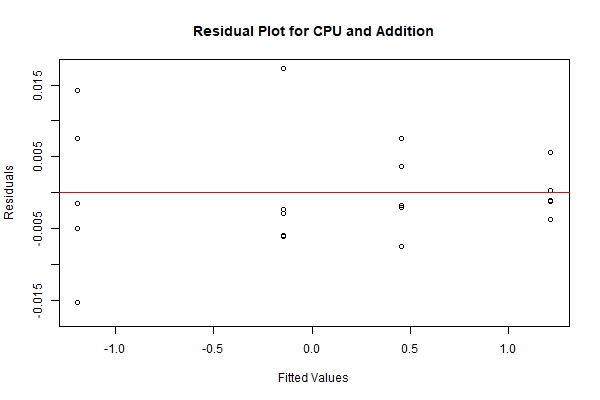 Residual Plot for CPU and Addition
Residuals
0.015
0.005
-0.005
-0.015
-1.0 -0.5 0.0 0.5 1.0
Fitted Values